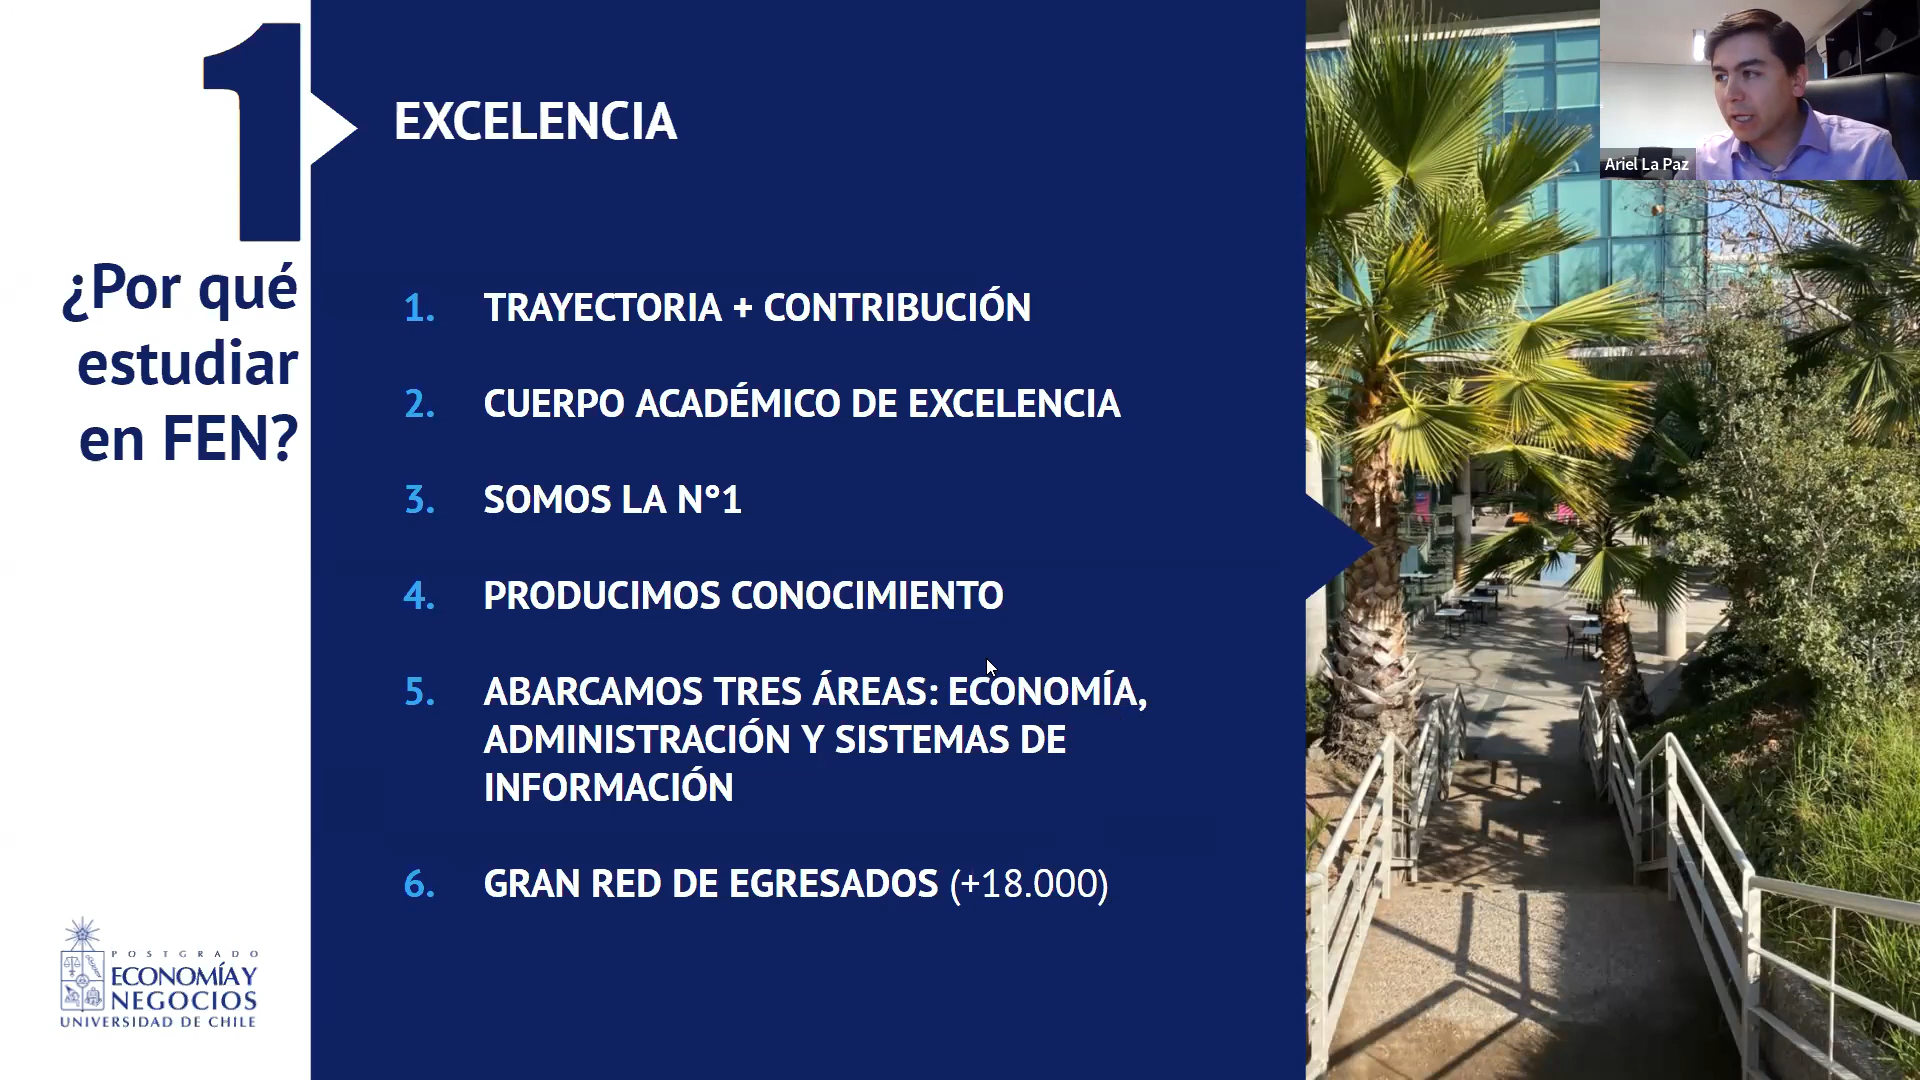 1
¿Por qué
estudiar
en FEN?
EXCELENCIA
1. TRAYECTORIA + CONTRIBUCIÓN
2. CUERPO ACADÉMICO DE EXCELENCIA
3. SOMOS LA N°1
4. PRODUCIMOS CONOCIMIENTO
5. ABARCAMOS TRES ÁREAS: ECONOMÍA,
ADMINISTRACIÓN Y SISTEMAS DE
INFORMACIÓN
6. GRAN RED DE EGRESADOS (+18.000)
POSTGRADO
ECONOMÍA Y
NEGOCIOS
UNIVERSIDAD DE CHILE
Ariel La Paz